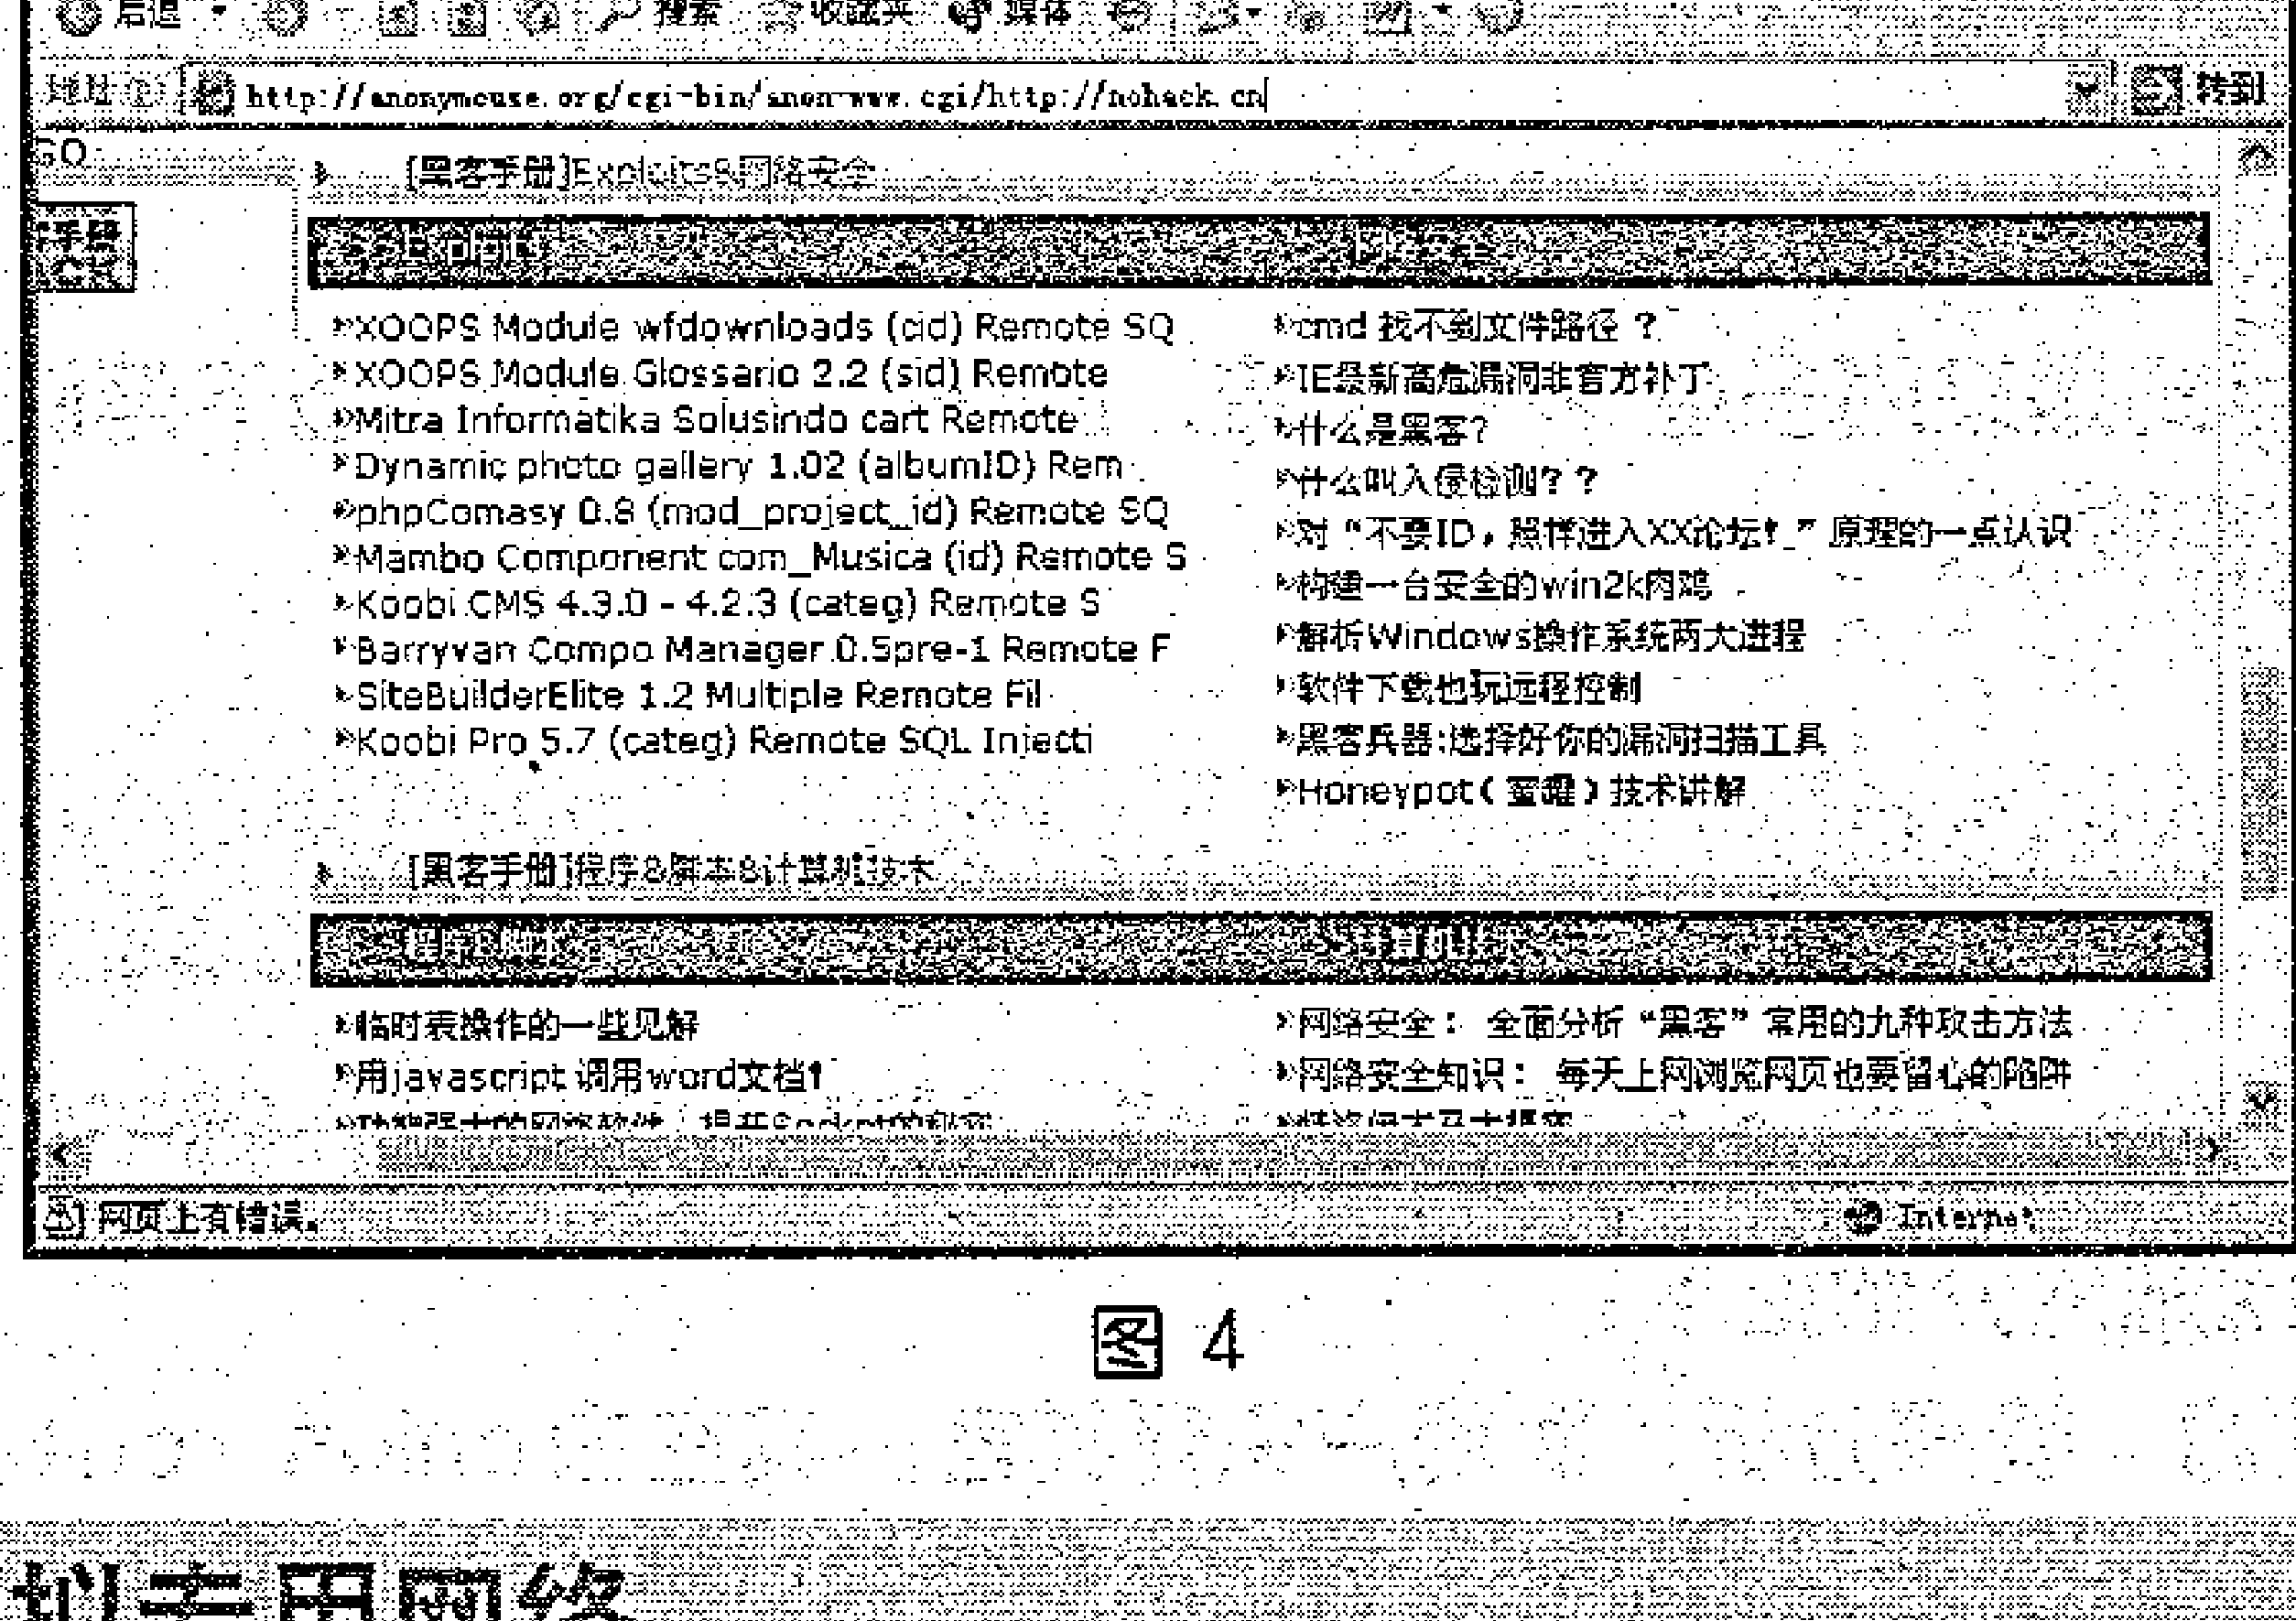 后退 搜索 收藏夹 媒体
http://anonymouse.org/cgi-bin/anon-www.cgi/http://nohack.cn 转到
GO
[黑客手册]Exploits&网络安全
XOOPS Module wfdownloads (cid) Remote SQ
XOOPS Module Glossario 2.2 (sid) Remote
Mitra Informatika Solusindo cart Remote
Dynamic photo gallery 1.02 (albumID) Rem
phpComasy 0.8 (mod_project_id) Remote SQ
Mambo Component com_Musica (id) Remote S
Koobi CMS 4.3.0 - 4.2.3 (categ) Remote S
Barryvan Compo Manager 0.5pre-1 Remote F
SiteBuilderElite 1.2 Multiple Remote Fil
Koobi Pro 5.7 (categ) Remote SQL Injecti
cmd 找不到文件路径 ?
IE最新高危漏洞非官方补丁
什么是黑客?
什么叫入侵检测? ?
对“不要ID，照样进入XX论坛!”原理的一点认识
构建一台安全的win2k肉鸡
解析Windows操作系统两大进程
软件下载也玩远程控制
黑客兵器:选择好你的漏洞扫描工具
Honeypot(蜜罐)技术讲解
[黑客手册]程序&脚本&计算机技术
程序&脚本
临时表操作的一些见解
用javascript 调用word文档!
网络安全： 全面分析“黑客”常用的九种攻击方法
网络安全知识： 每天上网浏览网页也要留心的陷阱
网页上有错误。 Internet
图 4
拟专用网络